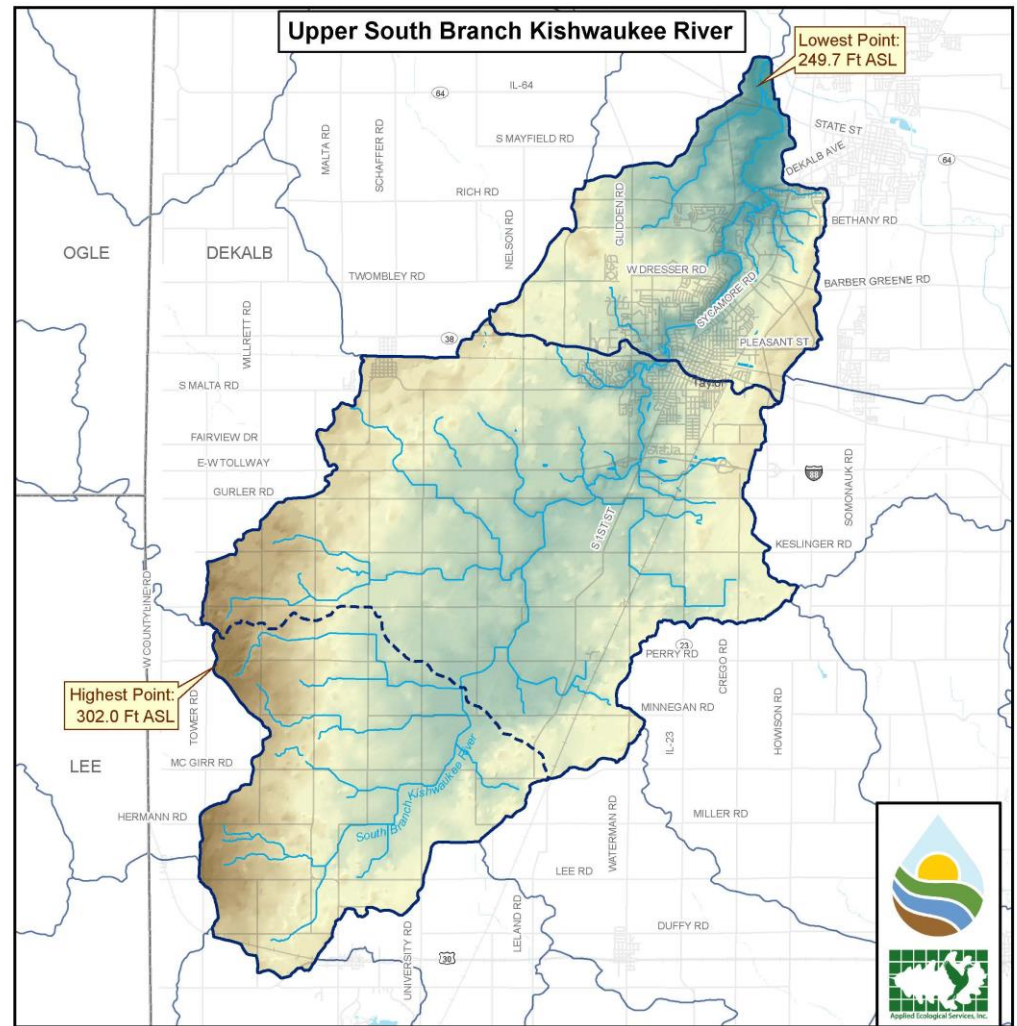 Upper South Branch Kishwaukee River
Lowest Point:
249.7 Ft ASL
IL-64
64
STATE ST
MALTA RD
SCHAFFER RD
S MAYFIELD RD
DEKALB AVE
64
RICH RD
GLIDDEN RD
BETHANY RD
NELSON RD
OGLE
DEKALB
TWOMBLEY RD
W DRESSER RD
SYCAMORE RD
BARBER GREENE RD
WILLRETT RD
38
PLEASANT ST
S MALTA RD
Taylor
FAIRVIEW DR
E-W TOLLWAY
88
SOMONAUK RD
GURLER RD
S 1ST ST
KESLINGER RD
W COUNTYLINE RD
23
PERRY RD
CREGO RD
Highest Point:
302.0 Ft ASL
TOWER RD
MINNEGAN RD
IL-23
HOWISON RD
LEE
MC GIRR RD
South Branch Kishwaukee River
HERMANN RD
WATERMAN RD
MILLER RD
LEE RD
UNIVERSITY RD
LELAND RD
DUFFY RD
30
Applied Ecological Services, Inc.